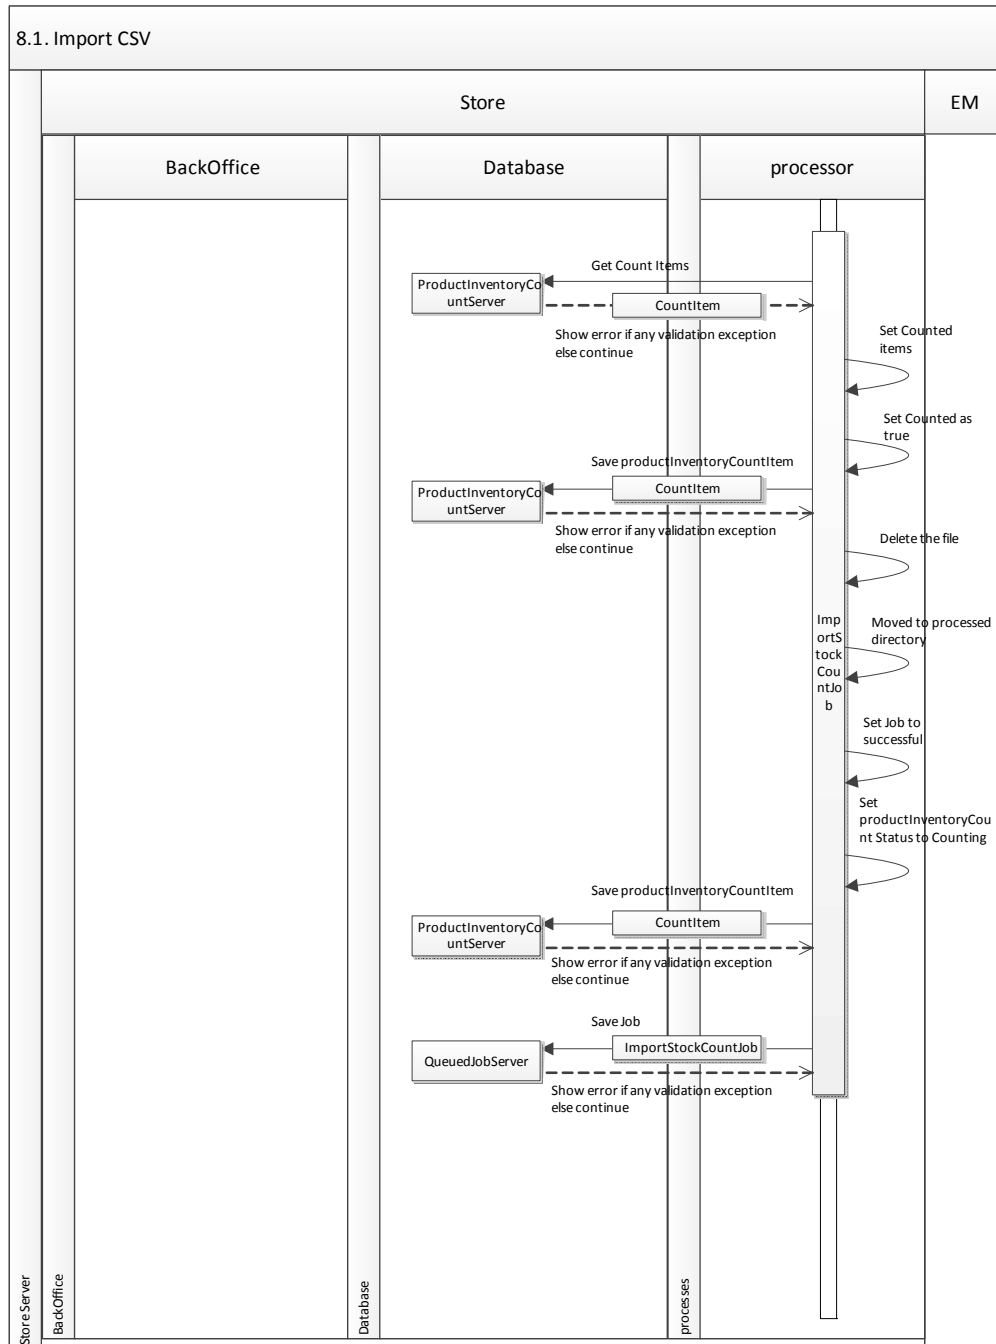 8.1. Import CSV
Store
EM
BackOffice
Database
processor
Get Count Items
ProductInventoryCo
untServer
CountItem
Show error if any validation exception
else continue
Set Counted
items
Set Counted as
true
Save productInventoryCountItem
ProductInventoryCo
untServer
CountItem
Show error if any validation exception
else continue
Delete the file
Imp
ortS
tock
Cou
ntJo
b
Moved to processed
directory
Set Job to
successful
Set
productInventoryCou
nt Status to Counting
Save productInventoryCountItem
ProductInventoryCo
untServer
CountItem
Show error if any validation exception
else continue
Save Job
QueuedJobServer
ImportStockCountJob
Show error if any validation exception
else continue
Store Server
BackOffice
Database
processes